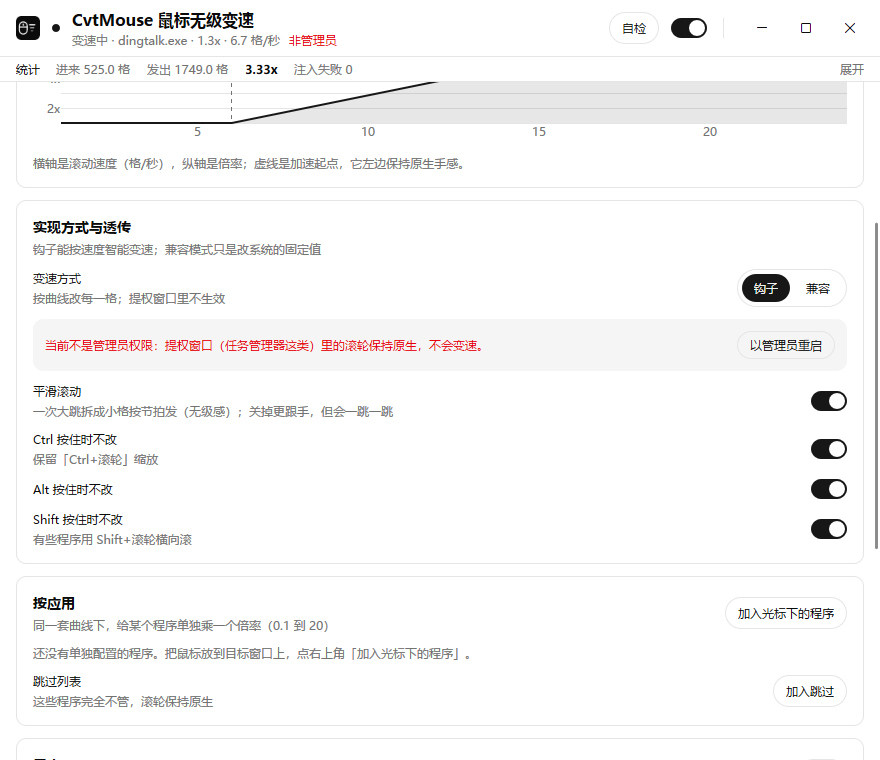 CvtMouse 鼠标无级变速
变速中 · dingtalk.exe · 1.3x · 6.7 格/秒 非管理员
自检
统计 进来 525.0 格 发出 1749.0 格 3.33x 注入失败 0 展开
2x
5 10 15 20
横轴是滚动速度（格/秒），纵轴是倍率；虚线是加速起点，它左边保持原生手感。
实现方式与透传
钩子能按速度智能变速；兼容模式只是改系统的固定值
变速方式
按曲线改每一格；提权窗口里不生效
钩子 兼容
当前不是管理员权限：提权窗口（任务管理器这类）里的滚轮保持原生，不会变速。
以管理员重启
平滑滚动
一次大跳拆成小格按节拍发（无级感）；关掉更跟手，但会一跳一跳
Ctrl 按住时不改
保留「Ctrl+滚轮」缩放
Alt 按住时不改
Shift 按住时不改
有些程序用 Shift+滚轮横向滚
按应用
同一套曲线下，给某个程序单独乘一个倍率（0.1 到 20）
加入光标下的程序
还没有单独配置的程序。把鼠标放到目标窗口上，点右上角「加入光标下的程序」。
跳过列表
这些程序完全不管，滚轮保持原生
加入跳过